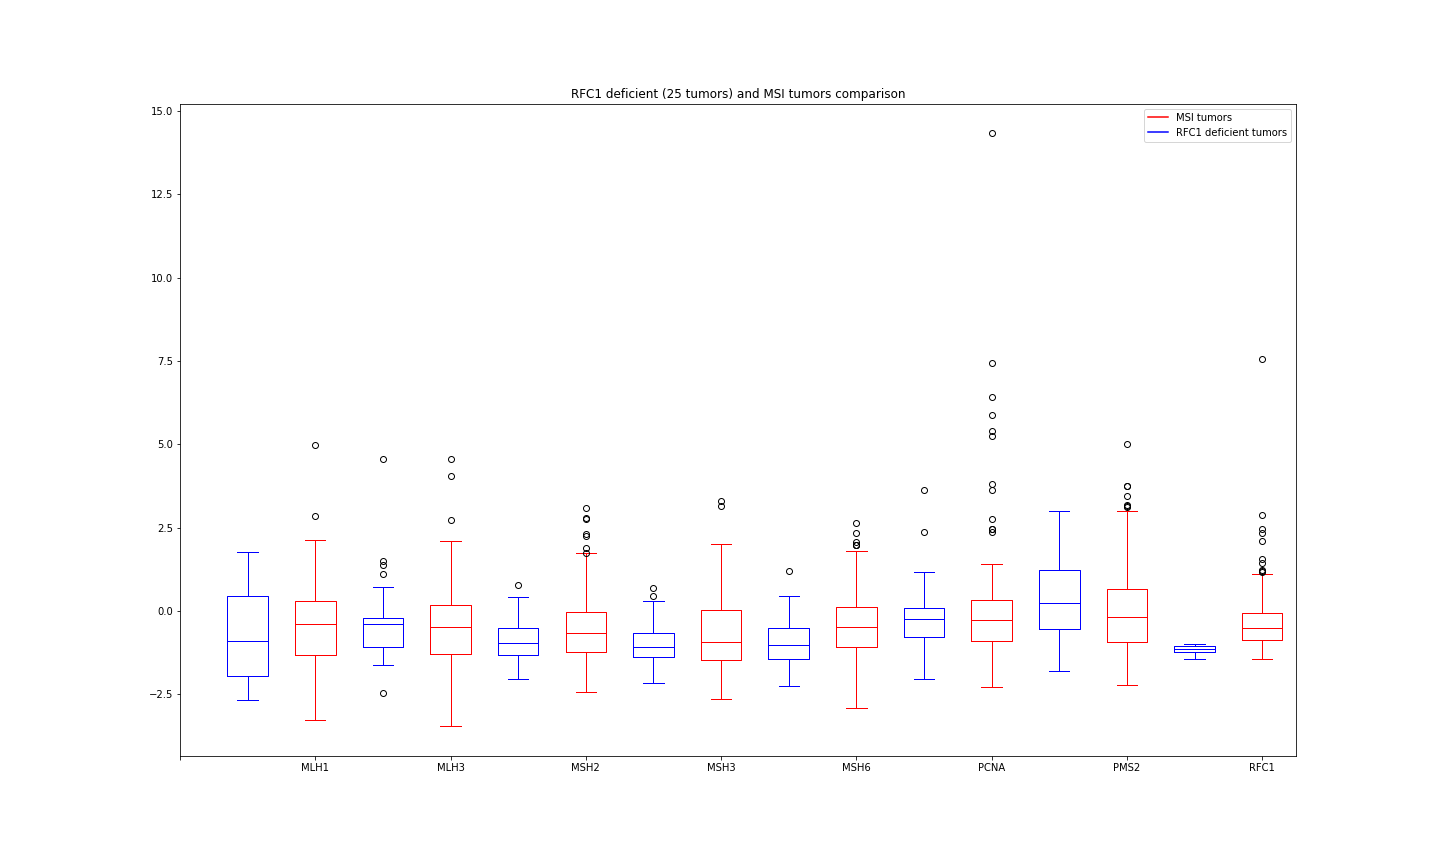 RFC1 deficient (25 tumors) and MSI tumors comparison
MSI tumors
RFC1 deficient tumors
15.0
12.5
10.0
7.5
5.0
2.5
0.0
−2.5
MLH1 MLH3 MSH2 MSH3 MSH6 PCNA PMS2 RFC1